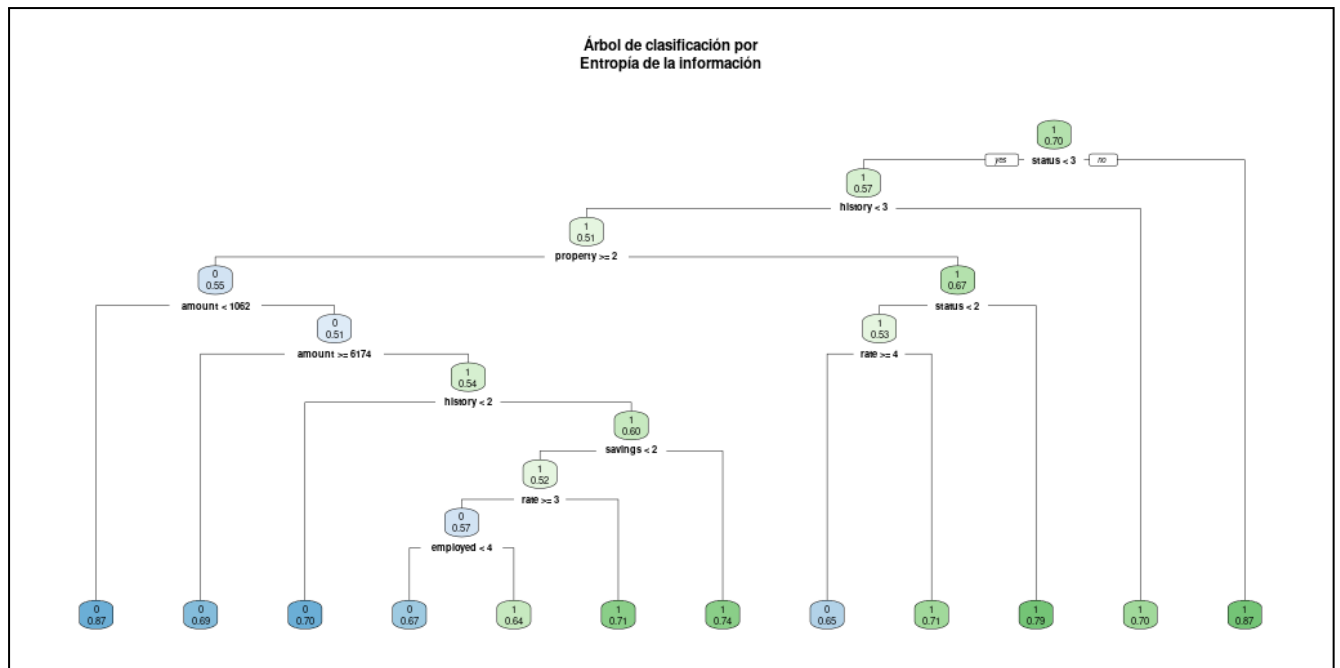 Árbol de clasificación por
Entropía de la información
1
0.70
yes status < 3 no
1
0.57
history < 3
1
0.51
property >= 2
0
0.55
1
0.67
amount < 1062
status < 2
0
0.51
1
0.53
amount >= 6174
rate >= 4
1
0.54
history < 2
1
0.60
savings < 2
1
0.52
rate >= 3
0
0.57
employed < 4
0 0 0 0 1 1 1 0 1 1 1 1
0.87 0.69 0.70 0.67 0.64 0.71 0.74 0.65 0.71 0.79 0.70 0.87